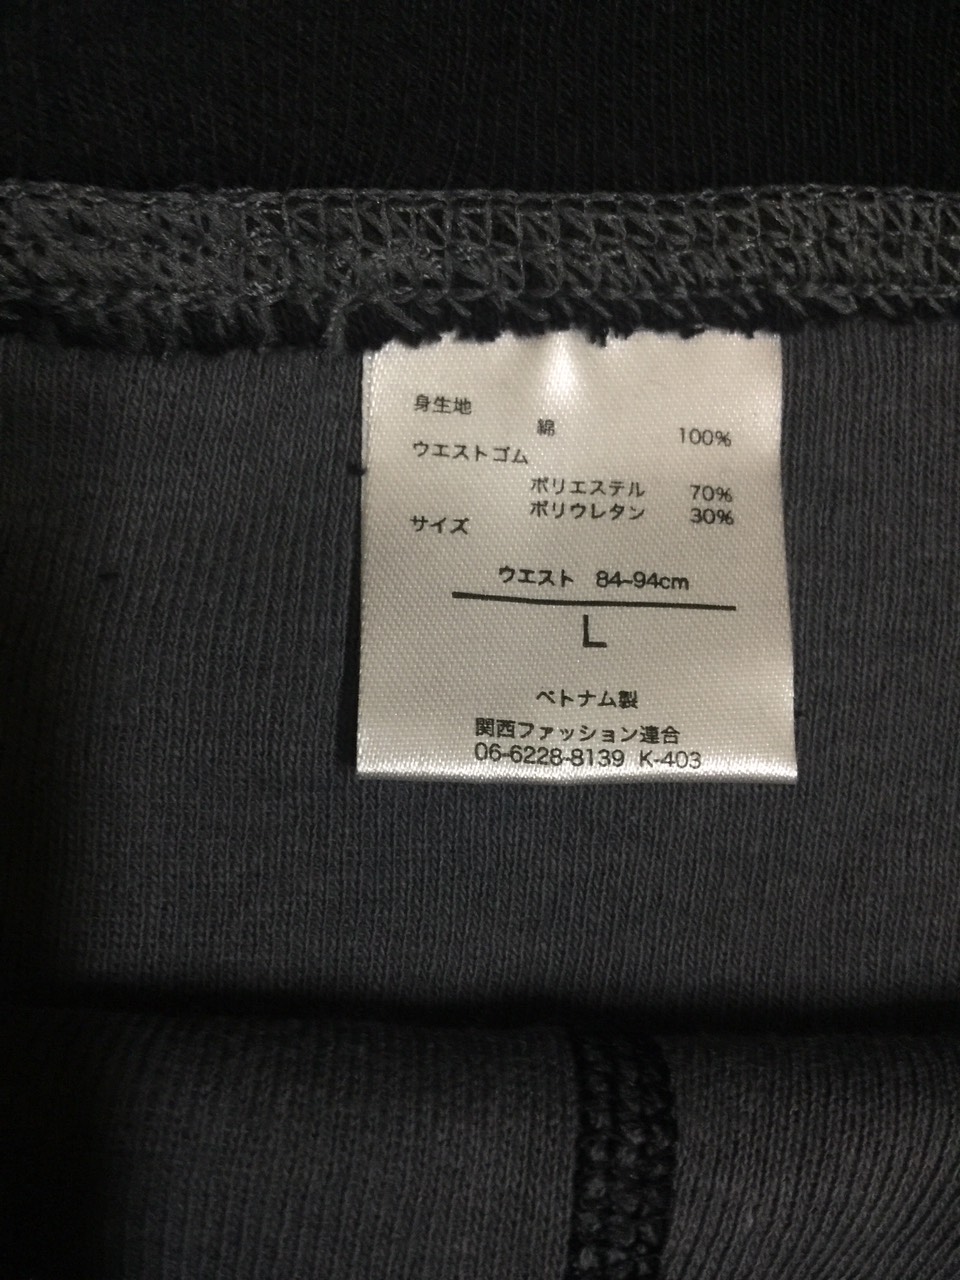 身生地
綿 100%
ウエストゴム
ポリエステル 70%
ポリウレタン 30%
サイズ
ウエスト 84~94cm
L
ベトナム製
関西ファッション連合
06-6228-8139 K-403